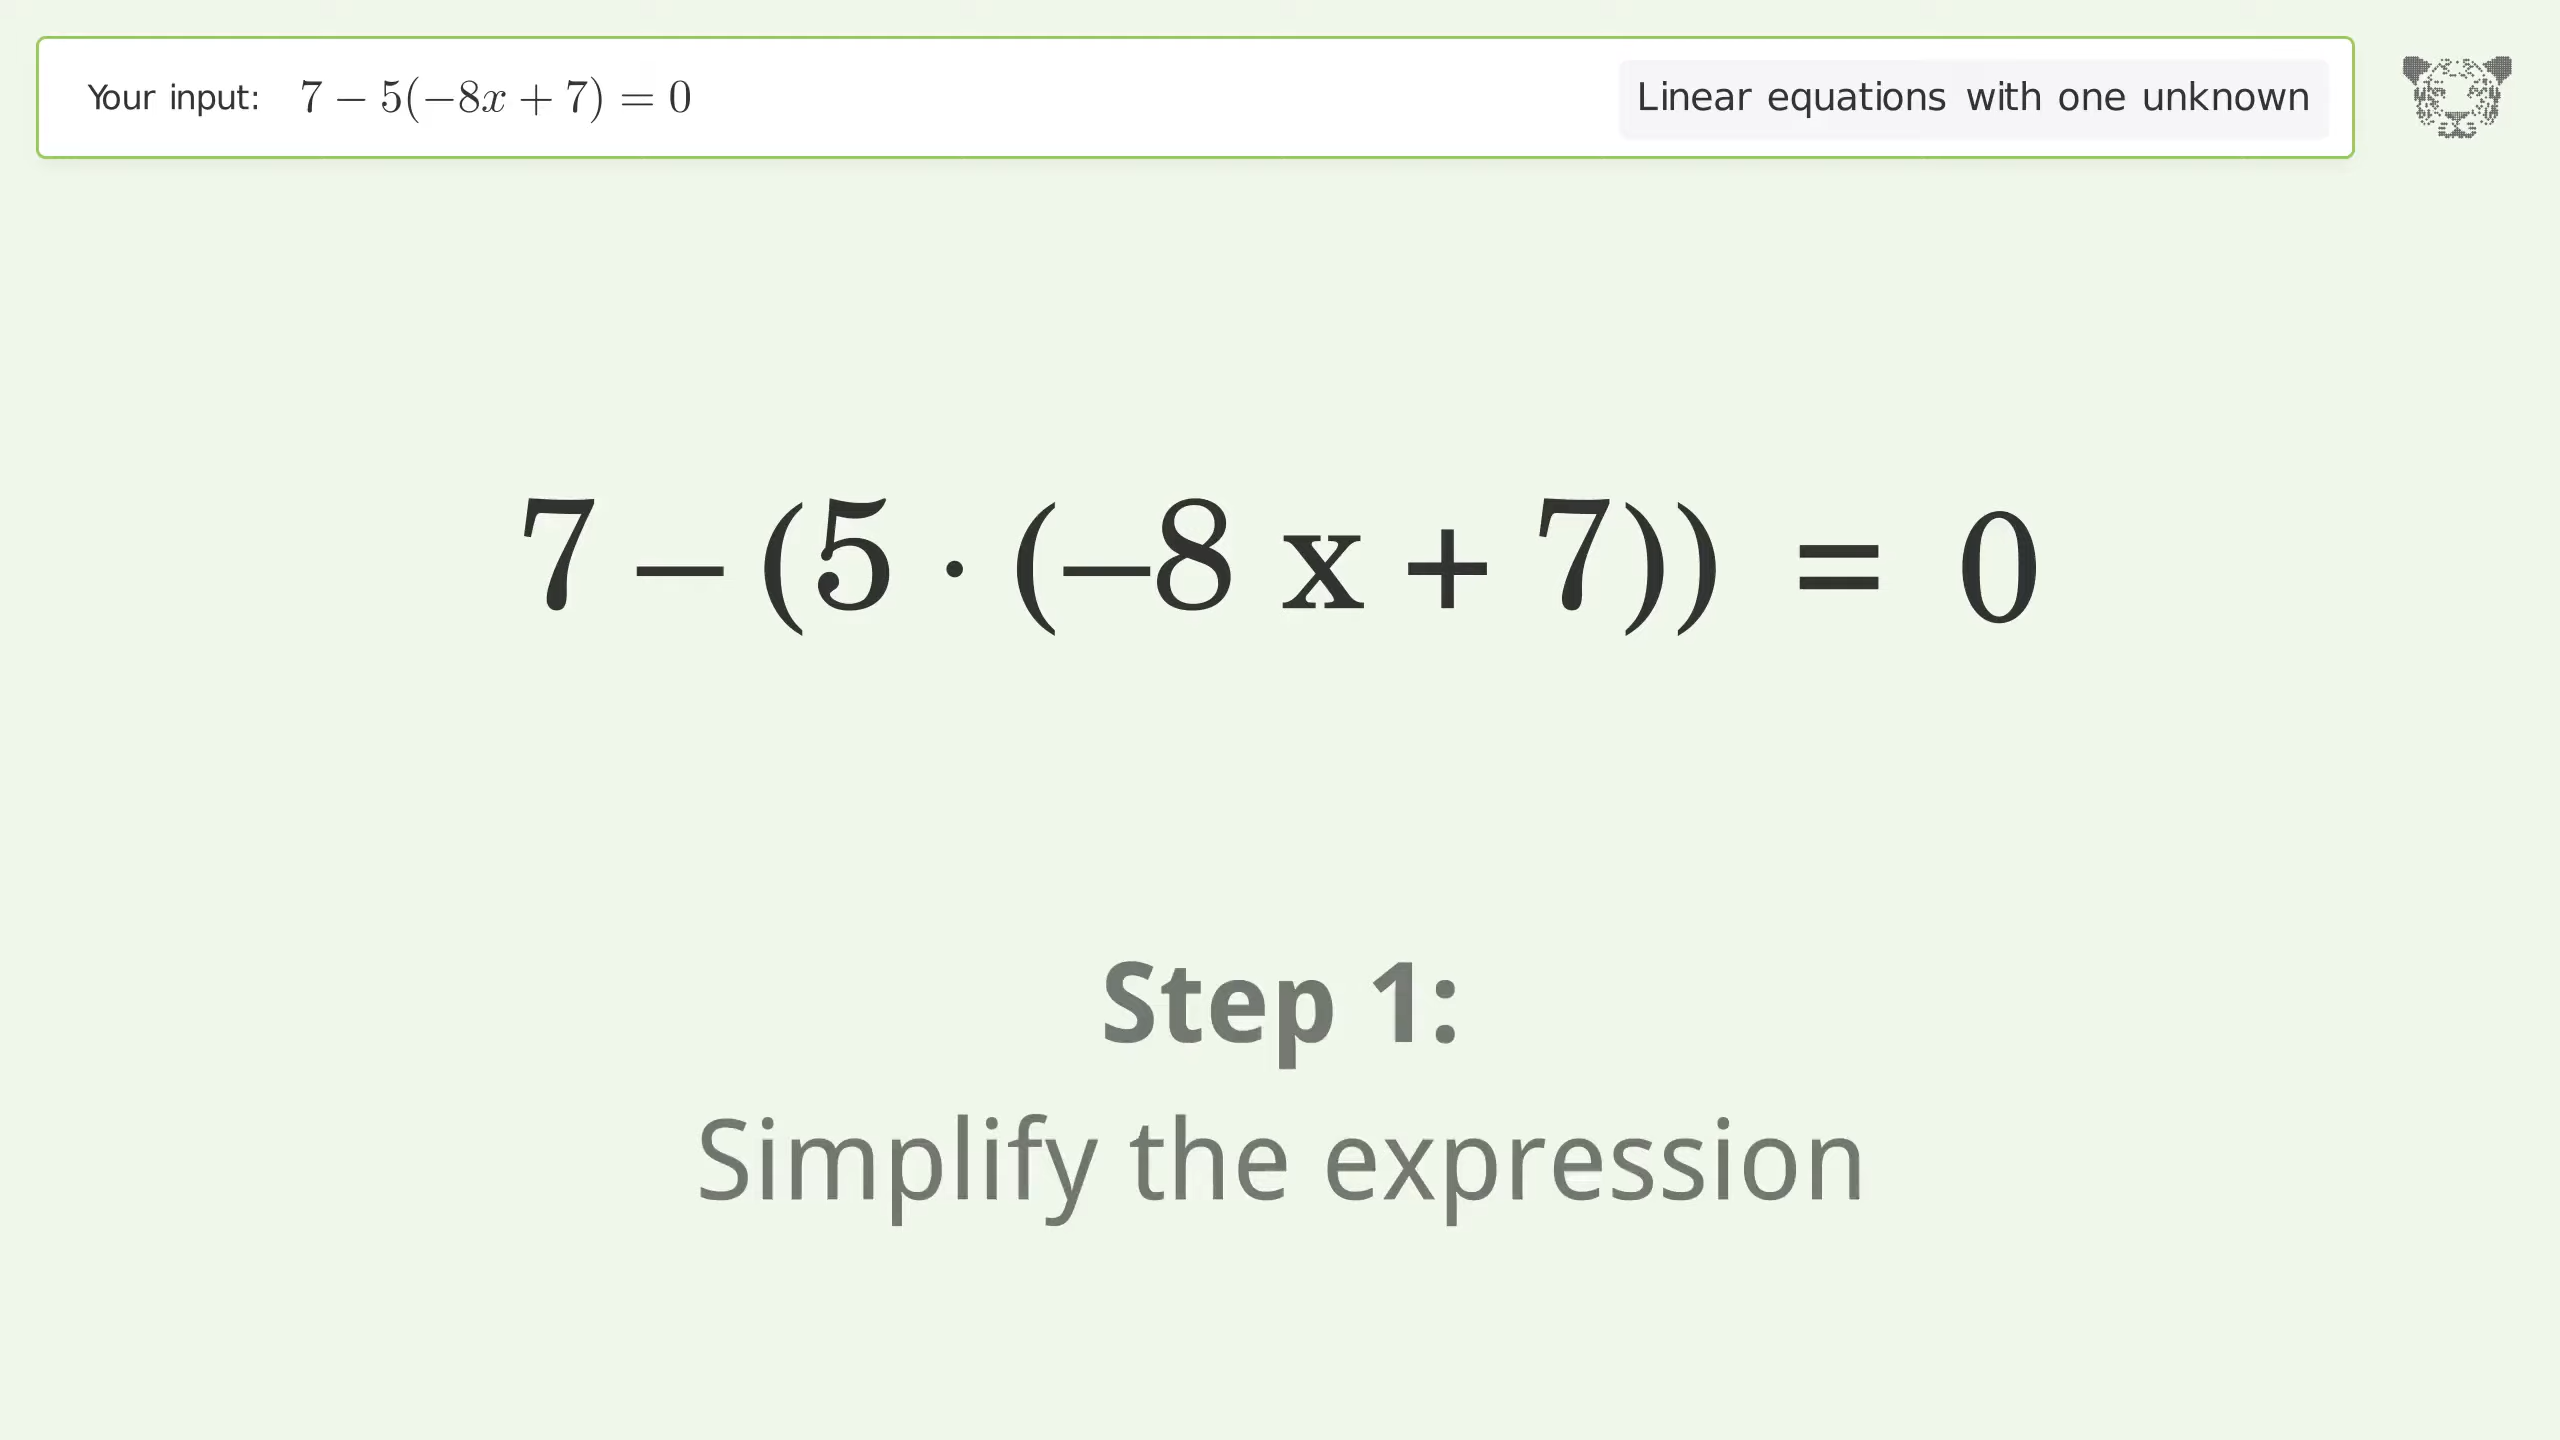 Your input: 7 − 5(−8x + 7) = 0
Linear equations with one unknown
7 − (5 · (−8 x + 7)) = 0
Step 1:
Simplify the expression